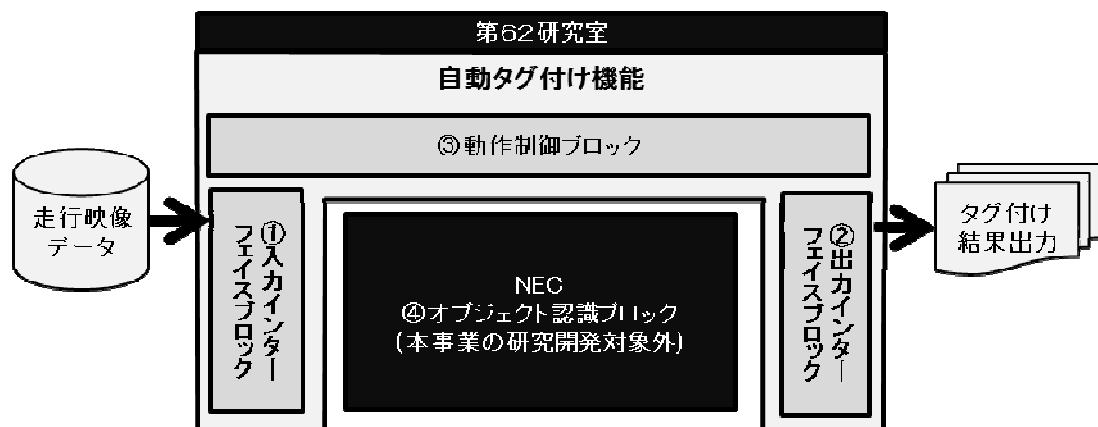 第62研究室
自動タグ付け機能
③動作制御ブロック
走行映像
データ
①入力インター
フェイスブロック
NEC
④オブジェクト認識ブロック
(本事業の研究開発対象外)
②出力インター
フェイスブロック
タグ付け
結果出力